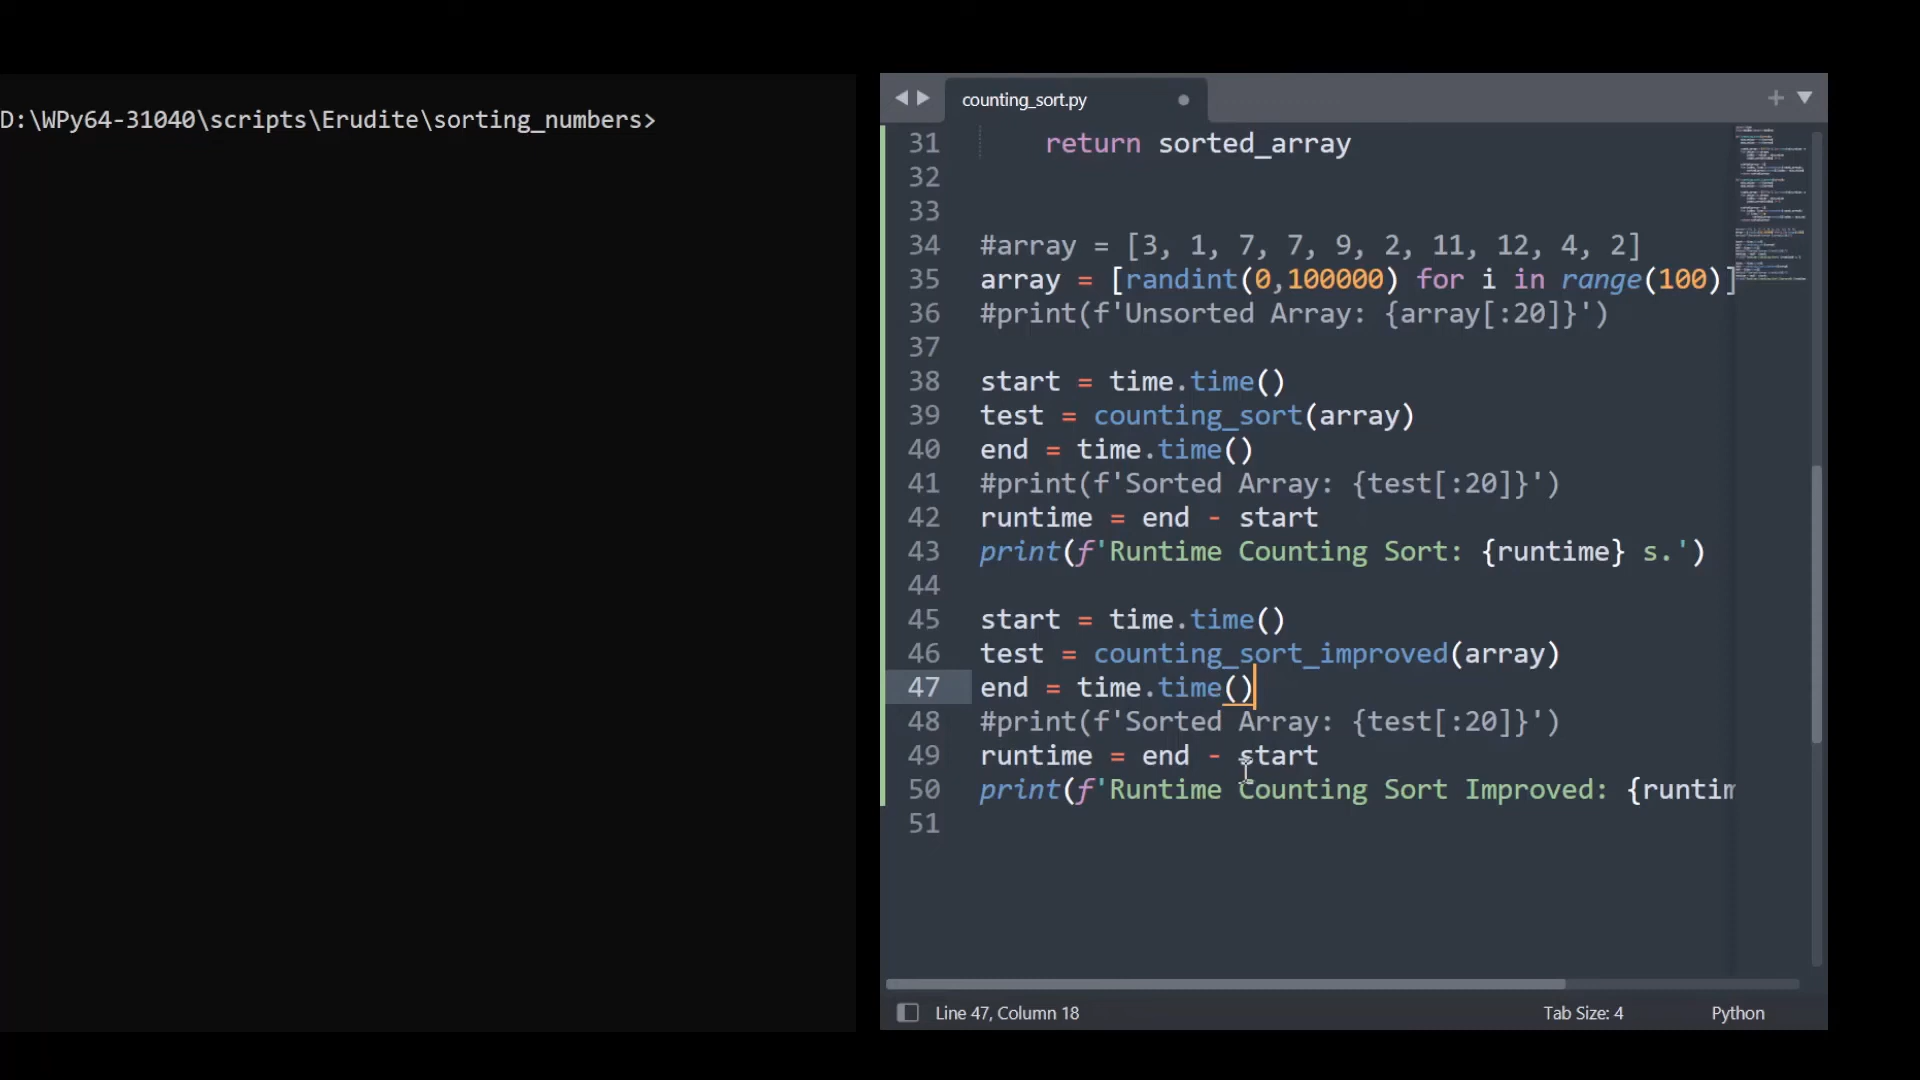 D:\WPy64-31040\scripts\Erudite\sorting_numbers>
counting_sort.py
31 return sorted_array
32
33
34 #array = [3, 1, 7, 7, 9, 2, 11, 12, 4, 2]
35 array = [randint(0,100000) for i in range(100)]
36 #print(f'Unsorted Array: {array[:20]}')
37
38 start = time.time()
39 test = counting_sort(array)
40 end = time.time()
41 #print(f'Sorted Array: {test[:20]}')
42 runtime = end - start
43 print(f'Runtime Counting Sort: {runtime} s.')
44
45 start = time.time()
46 test = counting_sort_improved(array)
47 end = time.time()
48 #print(f'Sorted Array: {test[:20]}')
49 runtime = end - start
50 print(f'Runtime Counting Sort Improved: {runtim
51
Line 47, Column 18
Tab Size: 4
Python